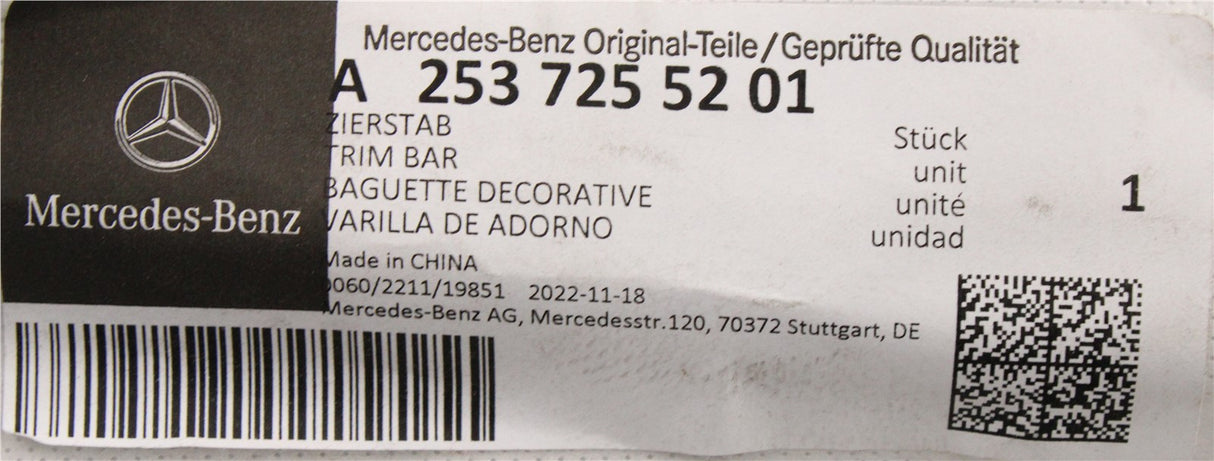 Mercedes-Benz Original-Teile/Geprüfte Qualität
A 253 725 52 01
ZIERSTAB
TRIM BAR
BAGUETTE DECORATIVE
VARILLA DE ADORNO
Stück
unit
unité
unidad
1
Mercedes-Benz
Made in CHINA
0060/2211/19851 2022-11-18
Mercedes-Benz AG, Mercedesstr.120, 70372 Stuttgart, DE